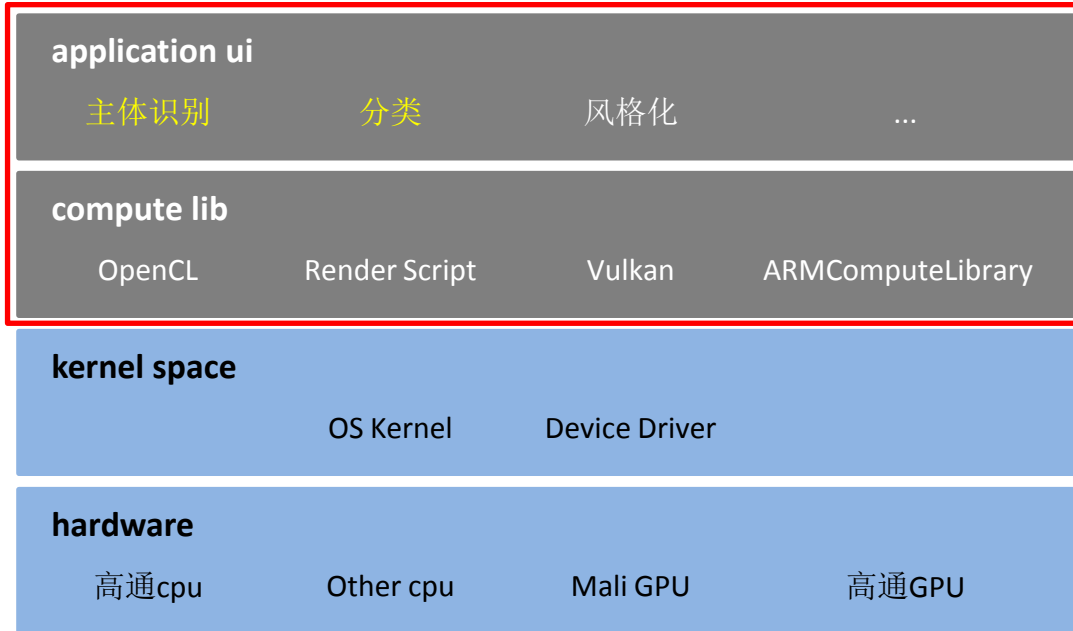 application ui
主体识别 分类 风格化 ...
compute lib
OpenCL Render Script Vulkan ARMComputeLibrary
kernel space
OS Kernel Device Driver
hardware
高通cpu Other cpu Mali GPU 高通GPU